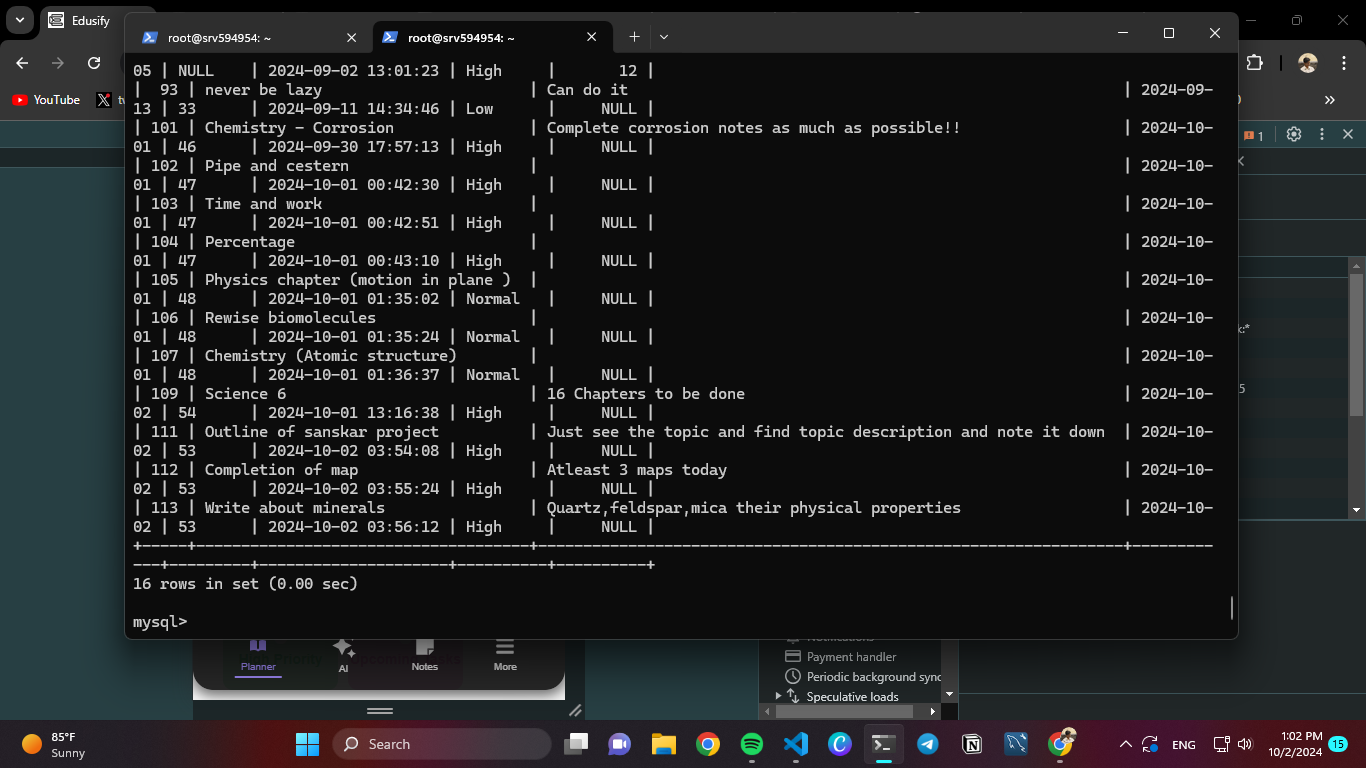 Edusify
root@srv594954: ~
root@srv594954: ~
YouTube
05 | NULL | 2024-09-02 13:01:23 | High | 12 |
| 93 | never be lazy | Can do it | 2024-09-
13 | 33 | 2024-09-11 14:34:46 | Low | NULL |
| 101 | Chemistry - Corrosion | Complete corrosion notes as much as possible!! | 2024-10-
01 | 46 | 2024-09-30 17:57:13 | High | NULL |
| 102 | Pipe and cestern | | 2024-10-
01 | 47 | 2024-10-01 00:42:30 | High | NULL |
| 103 | Time and work | | 2024-10-
01 | 47 | 2024-10-01 00:42:51 | High | NULL |
| 104 | Percentage | | 2024-10-
01 | 47 | 2024-10-01 00:43:10 | High | NULL |
| 105 | Physics chapter (motion in plane ) | | 2024-10-
01 | 48 | 2024-10-01 01:35:02 | Normal | NULL |
| 106 | Rewise biomolecules | | 2024-10-
01 | 48 | 2024-10-01 01:35:24 | Normal | NULL |
| 107 | Chemistry (Atomic structure) | | 2024-10-
01 | 48 | 2024-10-01 01:36:37 | Normal | NULL |
| 109 | Science 6 | 16 Chapters to be done | 2024-10-
02 | 54 | 2024-10-01 13:16:38 | High | NULL |
| 111 | Outline of sanskar project | Just see the topic and find topic description and note it down | 2024-10-
02 | 53 | 2024-10-02 03:54:08 | High | NULL |
| 112 | Completion of map | Atleast 3 maps today | 2024-10-
02 | 53 | 2024-10-02 03:55:24 | High | NULL |
| 113 | Write about minerals | Quartz,feldspar,mica their physical properties | 2024-10-
02 | 53 | 2024-10-02 03:56:12 | High | NULL |
16 rows in set (0.00 sec)
mysql>
1
Planner
AI
Notes
More
Notifications
Payment handler
Periodic background sync
Speculative loads
85°F
Sunny
Search
ENG
1:02 PM
10/2/2024
15